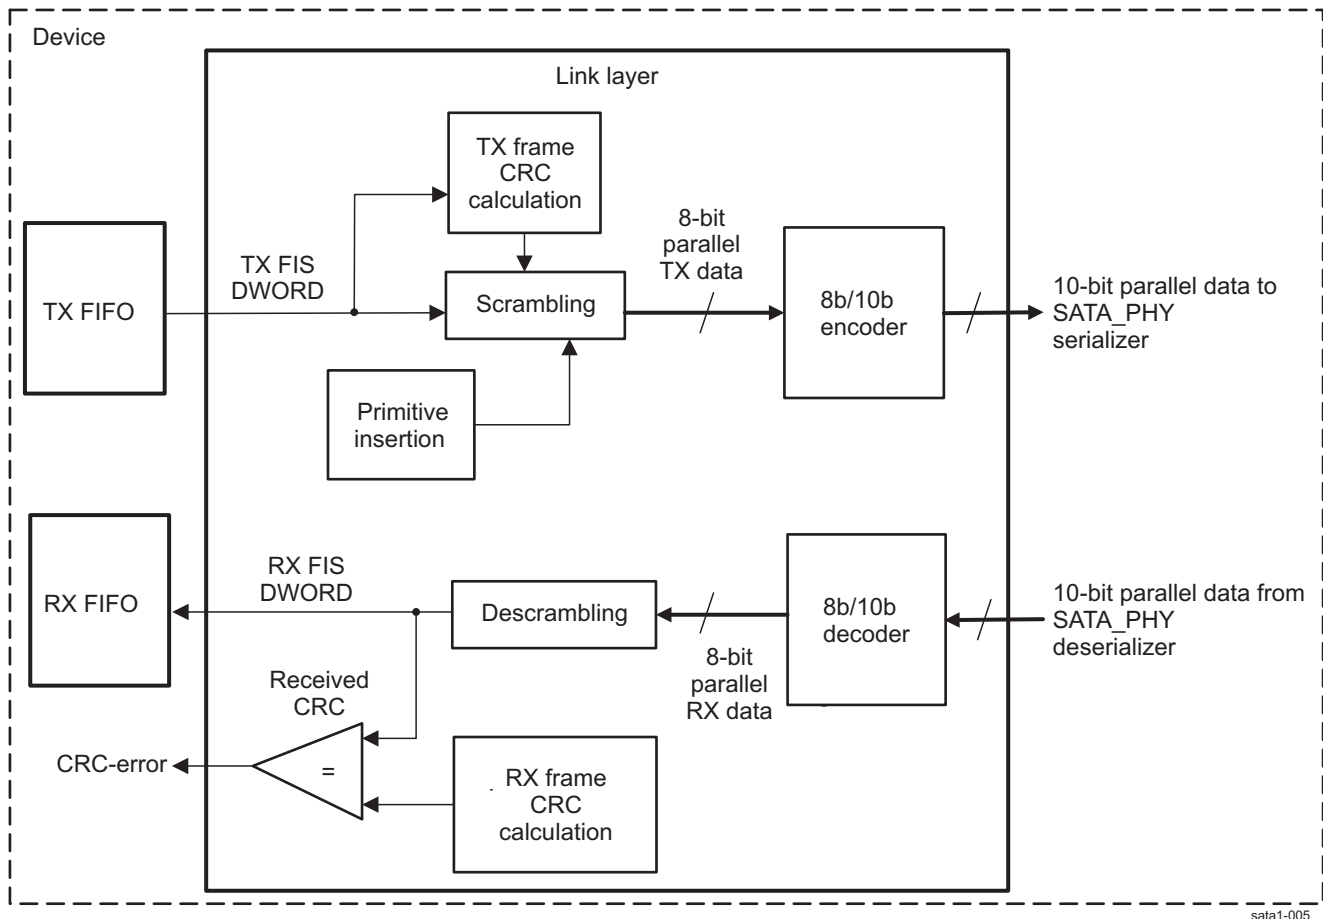 Device
Link layer
TX frame
CRC
calculation
8-bit
parallel
TX data
TX FIS
DWORD
TX FIFO
Scrambling
8b/10b
encoder
10-bit parallel data to
SATA_PHY
serializer
Primitive
insertion
RX FIS
DWORD
RX FIFO
Descrambling
8b/10b
decoder
10-bit parallel data from
SATA_PHY
deserializer
8-bit
parallel
RX data
Received
CRC
CRC-error
=
RX frame
CRC
calculation
sata1-005